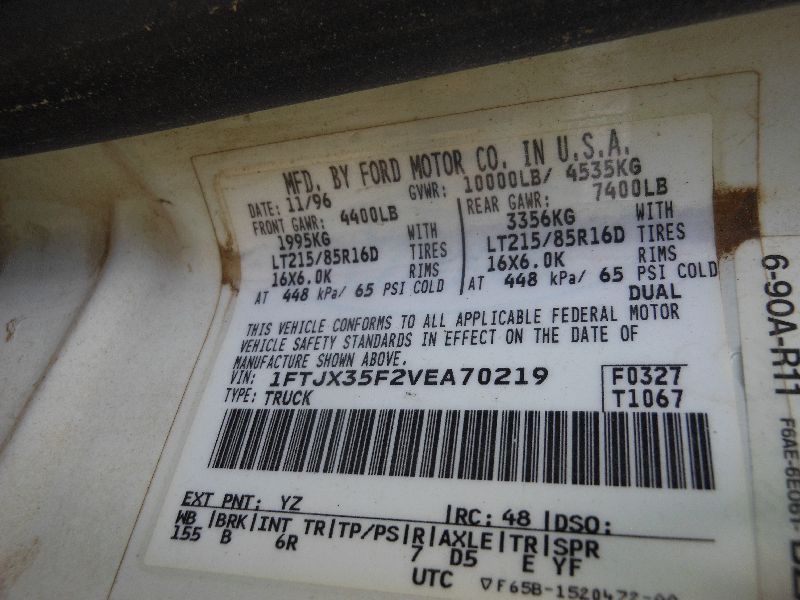 MFD. BY FORD MOTOR CO. IN U.S.A.
DATE: 11/96 GVWR: 10000LB/ 4535KG
FRONT GAWR: 4400LB REAR GAWR: 7400LB
1995KG WITH 3356KG WITH
LT215/85R16D TIRES LT215/85R16D TIRES
16X6.0K RIMS 16X6.0K RIMS
AT 448 kPa/ 65 PSI COLD AT 448 kPa/ 65 PSI COLD
DUAL
THIS VEHICLE CONFORMS TO ALL APPLICABLE FEDERAL MOTOR
VEHICLE SAFETY STANDARDS IN EFFECT ON THE DATE OF
MANUFACTURE SHOWN ABOVE.
VIN: 1FTJX35F2VEA70219 F0327
TYPE: TRUCK T1067
EXT PNT: YZ RC: 48 DSO:
WB BRK INT TR TP/PS R AXLE TR SPR
155 B 6R 7 D5 E YF
UTC
6-90A-R11